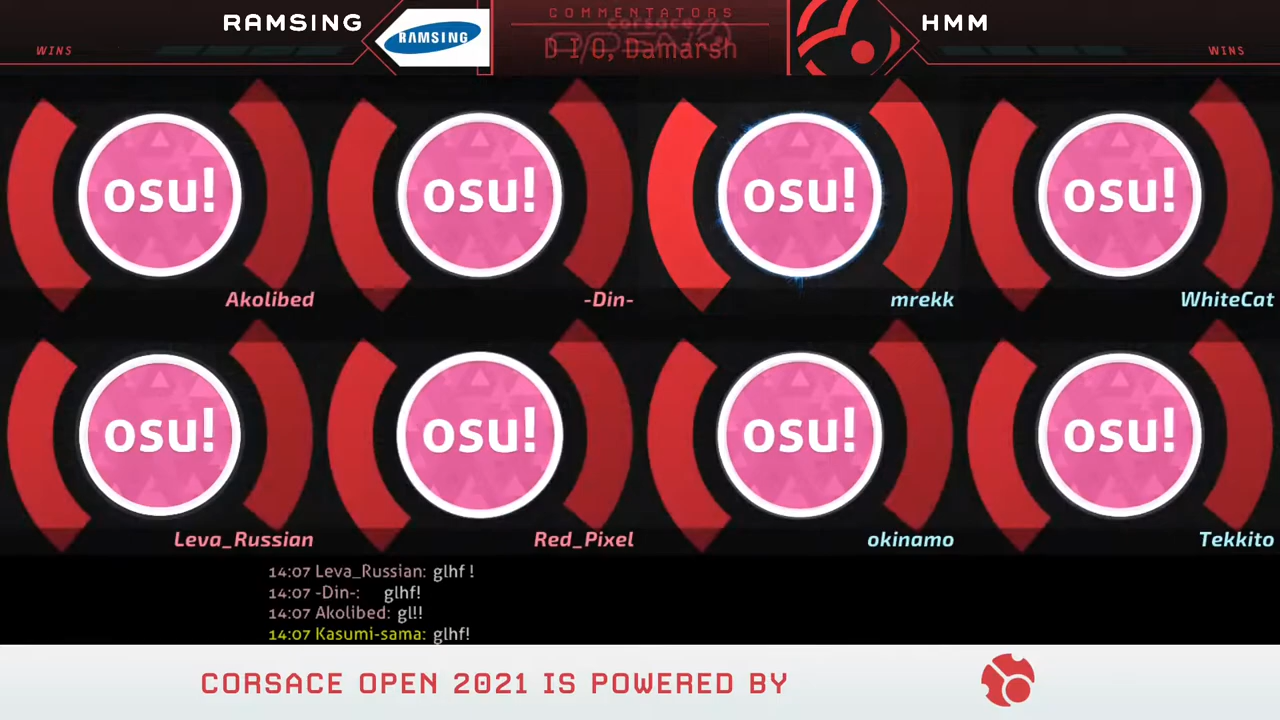 RAMSING
WINS
RAMSING
COMMENTATORS
corsace
OPEN
D I O, Damarsh
HMM
WINS
osu!
osu!
osu!
osu!
Akolibed
-Din-
mrekk
WhiteCat
osu!
osu!
osu!
osu!
Leva_Russian
Red_Pixel
okinamo
Tekkito
14:07 Leva_Russian: glhf !
14:07 -Din-: glhf!
14:07 Akolibed: gl!!
14:07 Kasumi-sama: glhf!
CORSACE OPEN 2021 IS POWERED BY